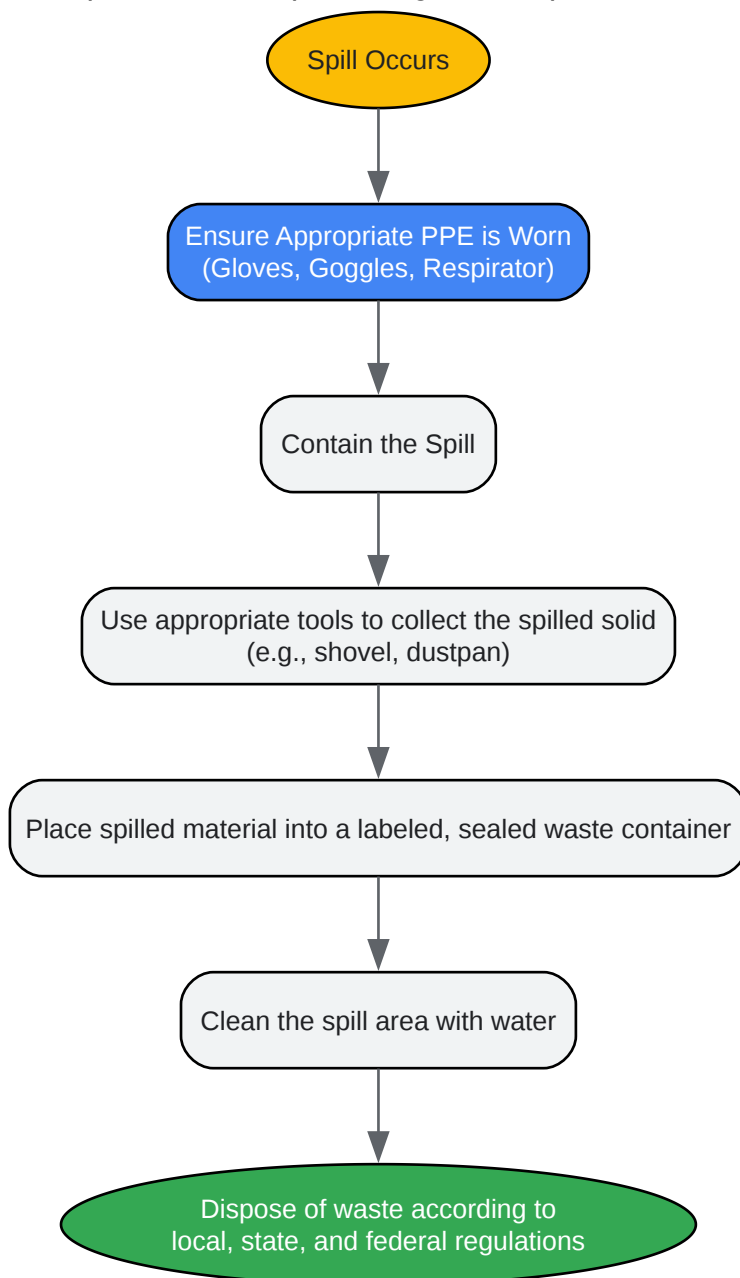 Spill Occurs
Ensure Appropriate PPE is Worn
(Gloves, Goggles, Respirator)
Contain the Spill
Use appropriate tools to collect the spilled solid
(e.g., shovel, dustpan)
Place spilled material into a labeled, sealed waste container
Clean the spill area with water
Dispose of waste according to
local, state, and federal regulations